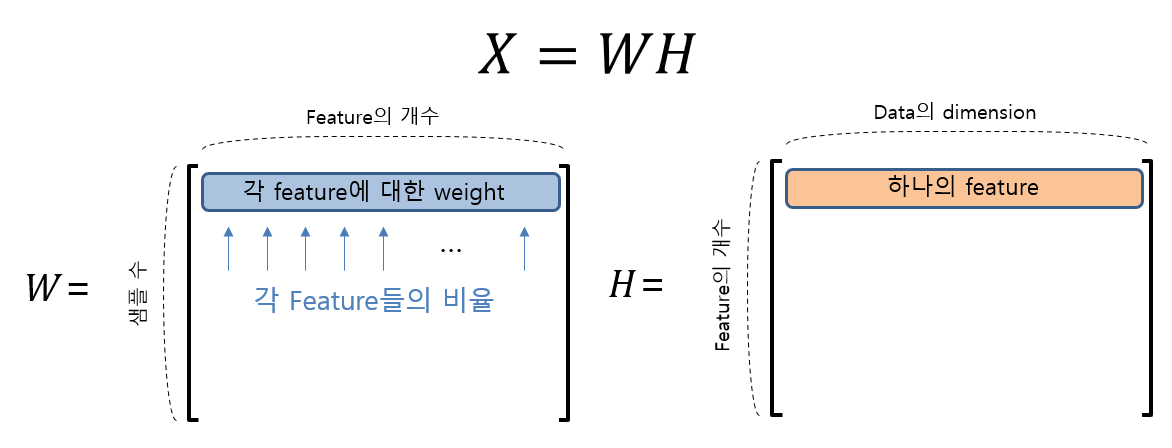 X = WH
Feature의 개수
샘플 수
W =
각 feature에 대한 weight
...
각 Feature들의 비율
Data의 dimension
Feature의 개수
H =
하나의 feature